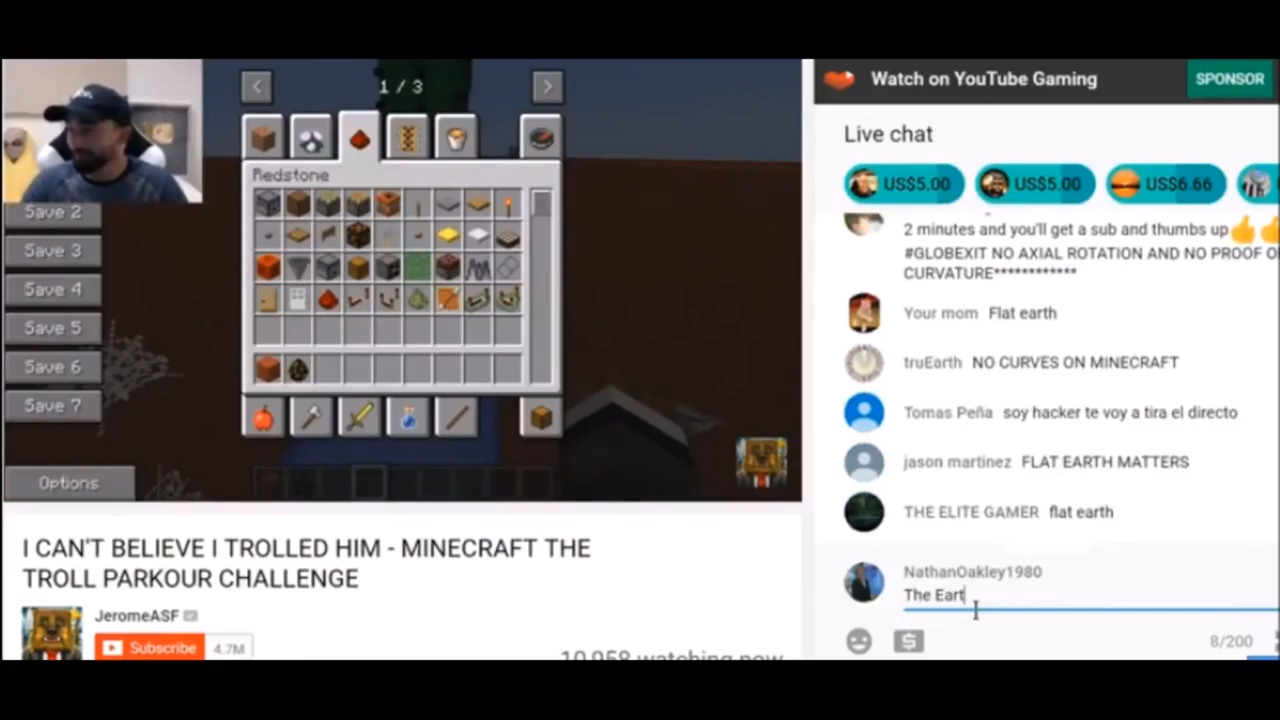 1 / 3
Redstone
Save 2
Save 3
Save 4
Save 5
Save 6
Save 7
Options
I CAN'T BELIEVE I TROLLED HIM - MINECRAFT THE
TROLL PARKOUR CHALLENGE
JeromeASF
Subscribe 4.7M
10,958 watching now
Watch on YouTube Gaming
SPONSOR
Live chat
US$5.00 US$5.00 US$6.66
2 minutes and you'll get a sub and thumbs up
#GLOBEXIT NO AXIAL ROTATION AND NO PROOF O
CURVATURE************
Your mom Flat earth
truEarth NO CURVES ON MINECRAFT
Tomas Peña soy hacker te voy a tira el directo
jason martinez FLAT EARTH MATTERS
THE ELITE GAMER flat earth
NathanOakley1980
The Eart
8/200